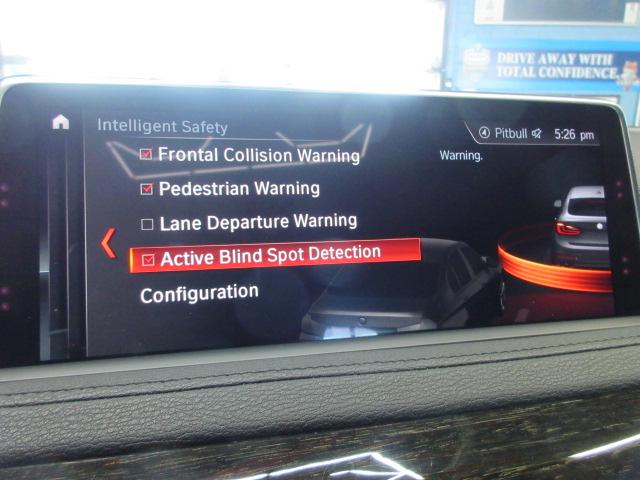 DRIVE AWAY WITH
TOTAL CONFIDENCE.
Intelligent Safety
4 Pitbull 5:26 pm
Frontal Collision Warning
Warning.
Pedestrian Warning
Lane Departure Warning
Active Blind Spot Detection
Configuration